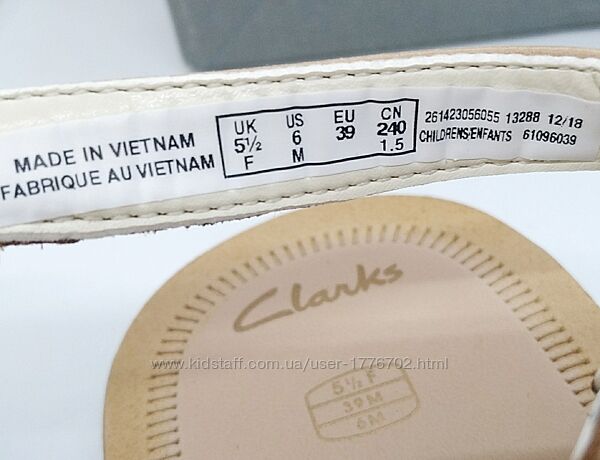 MADE IN VIETNAM
FABRIQUE AU VIETNAM
UK US EU CN
5½ 6 39 240
F M 1.5
261423056055 13288 12/18
CHILDRENS/ENFANTS 61096039
Clarks
www.kidstaff.com.ua/user-1776702.html
5½ F
39 M
6 M